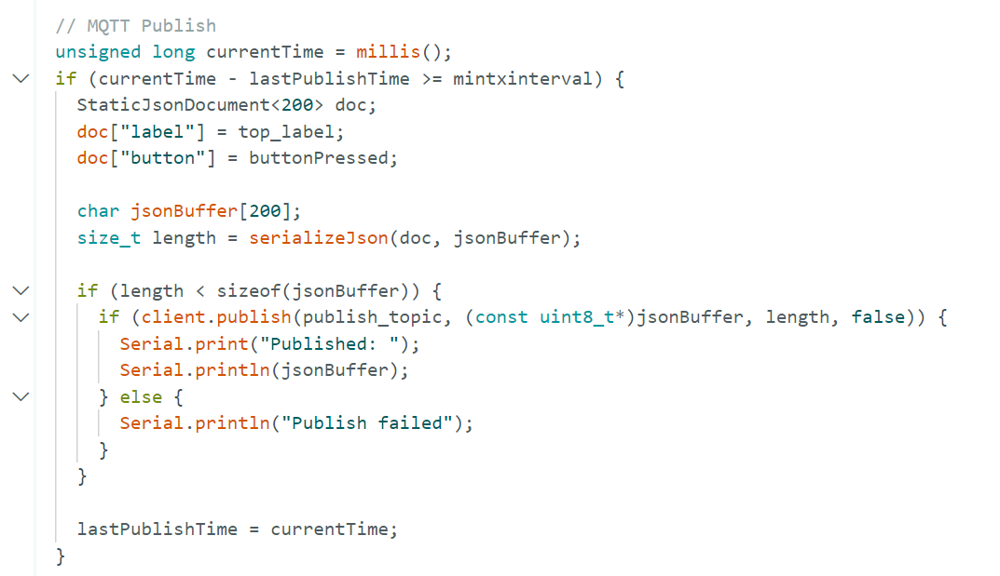 // MQTT Publish
unsigned long currentTime = millis();
if (currentTime - lastPublishTime >= mintxinterval) {
  StaticJsonDocument<200> doc;
  doc["label"] = top_label;
  doc["button"] = buttonPressed;

  char jsonBuffer[200];
  size_t length = serializeJson(doc, jsonBuffer);

  if (length < sizeof(jsonBuffer)) {
    if (client.publish(publish_topic, (const uint8_t*)jsonBuffer, length, false)) {
      Serial.print("Published: ");
      Serial.println(jsonBuffer);
    } else {
      Serial.println("Publish failed");
    }
  }

  lastPublishTime = currentTime;
}